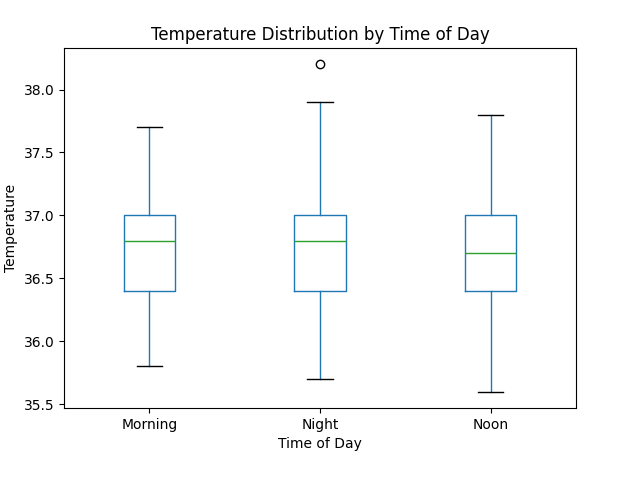 Temperature Distribution by Time of Day
38.0
37.5
37.0
36.5
36.0
35.5
Temperature
Morning Night Noon
Time of Day